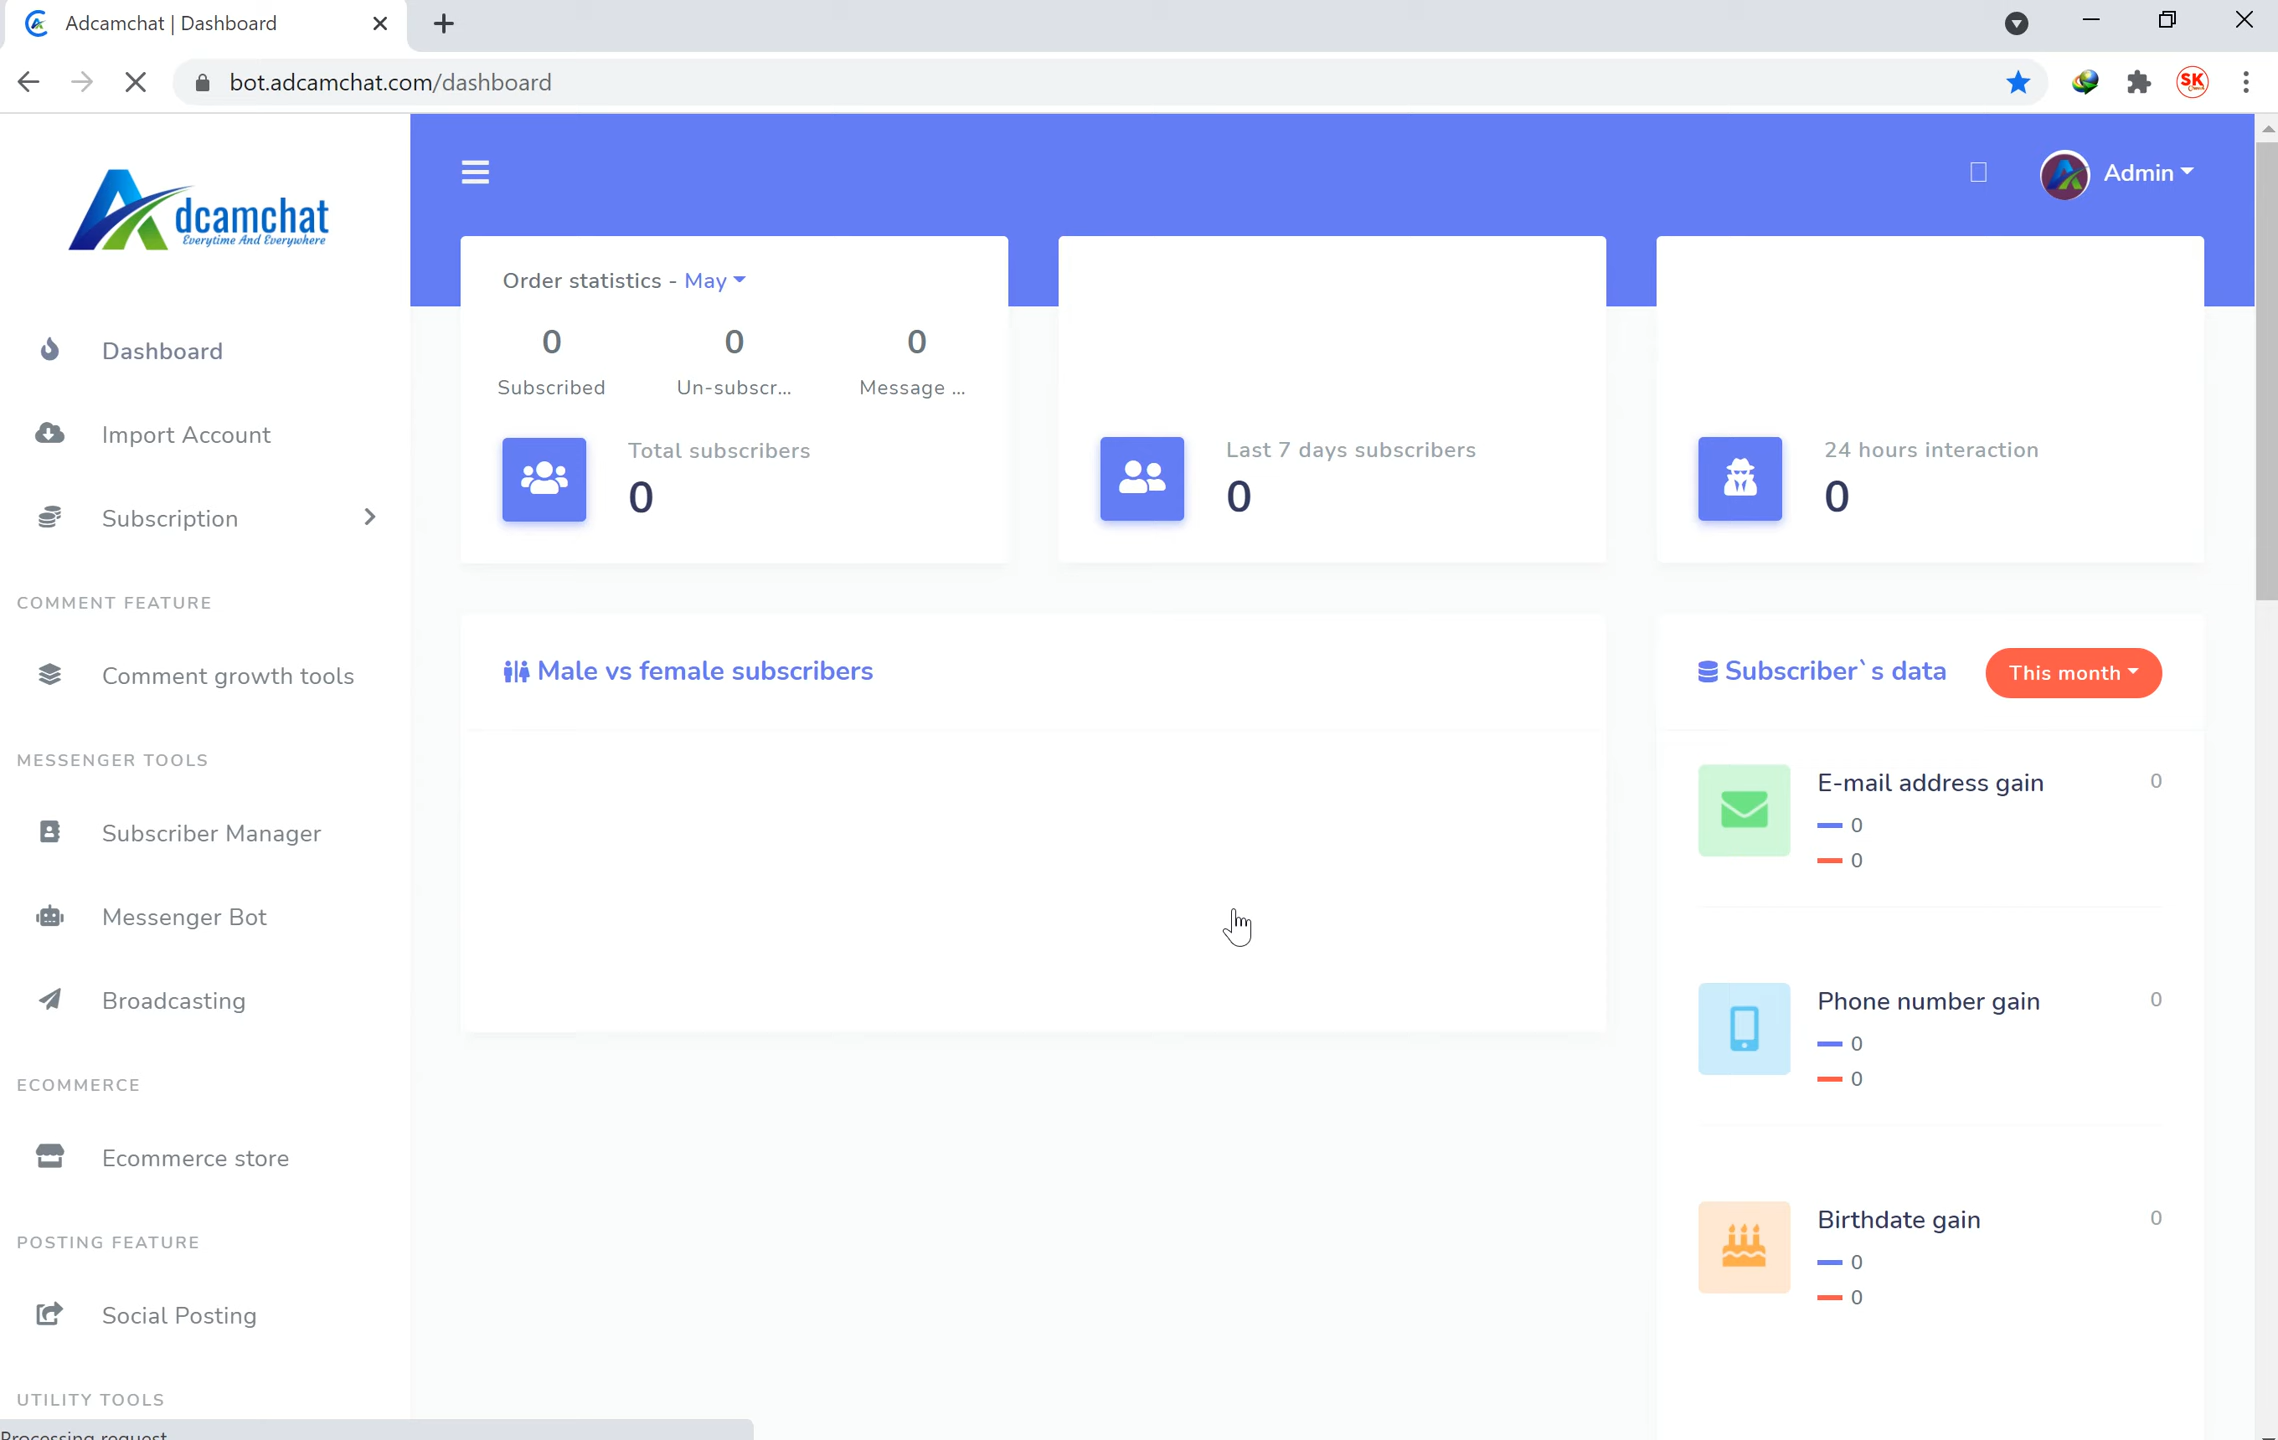 Adcamchat | Dashboard
bot.adcamchat.com/dashboard
SK
dcamchat
Everytime And Everywhere
Admin
Dashboard
Import Account
Subscription
COMMENT FEATURE
Comment growth tools
MESSENGER TOOLS
Subscriber Manager
Messenger Bot
Broadcasting
ECOMMERCE
Ecommerce store
POSTING FEATURE
Social Posting
UTILITY TOOLS
Processing request
Order statistics - May
0 0 0
Subscribed Un-subscr... Message ...
Total subscribers
0
Last 7 days subscribers
0
24 hours interaction
0
Male vs female subscribers
Subscriber`s data This month
E-mail address gain 0
0
0
Phone number gain 0
0
0
Birthdate gain 0
0
0